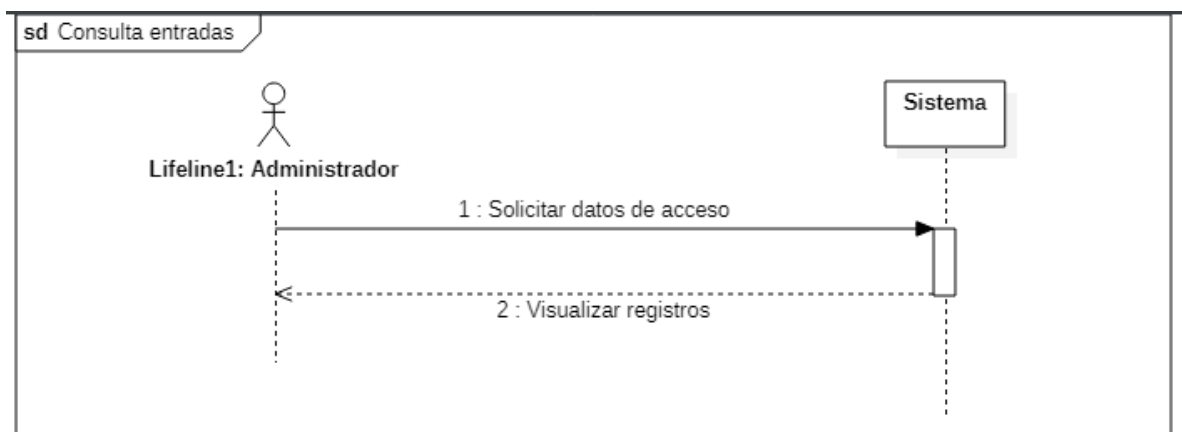 sd Consulta entradas
Sistema
Lifeline1: Administrador
1 : Solicitar datos de acceso
2 : Visualizar registros